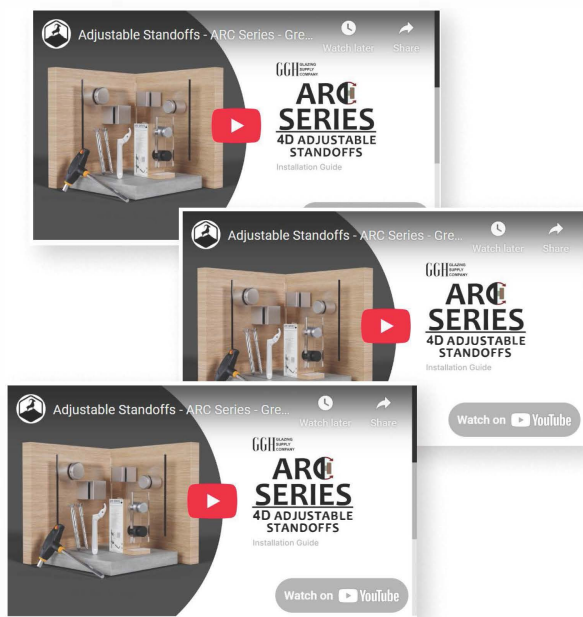 Adjustable Standoffs - ARC Series - Gre...
Watch later
Share
GGH GLAZING
SUPPLY
COMPANY
ARC
SERIES
4D ADJUSTABLE
STANDOFFS
Installation Guide
Adjustable Standoffs - ARC Series - Gre...
Watch later
Share
GGH GLAZING
SUPPLY
COMPANY
ARC
SERIES
4D ADJUSTABLE
STANDOFFS
Installation Guide
Watch on YouTube
Adjustable Standoffs - ARC Series - Gre...
Watch later
Share
GGH GLAZING
SUPPLY
COMPANY
ARC
SERIES
4D ADJUSTABLE
STANDOFFS
Installation Guide
Watch on YouTube